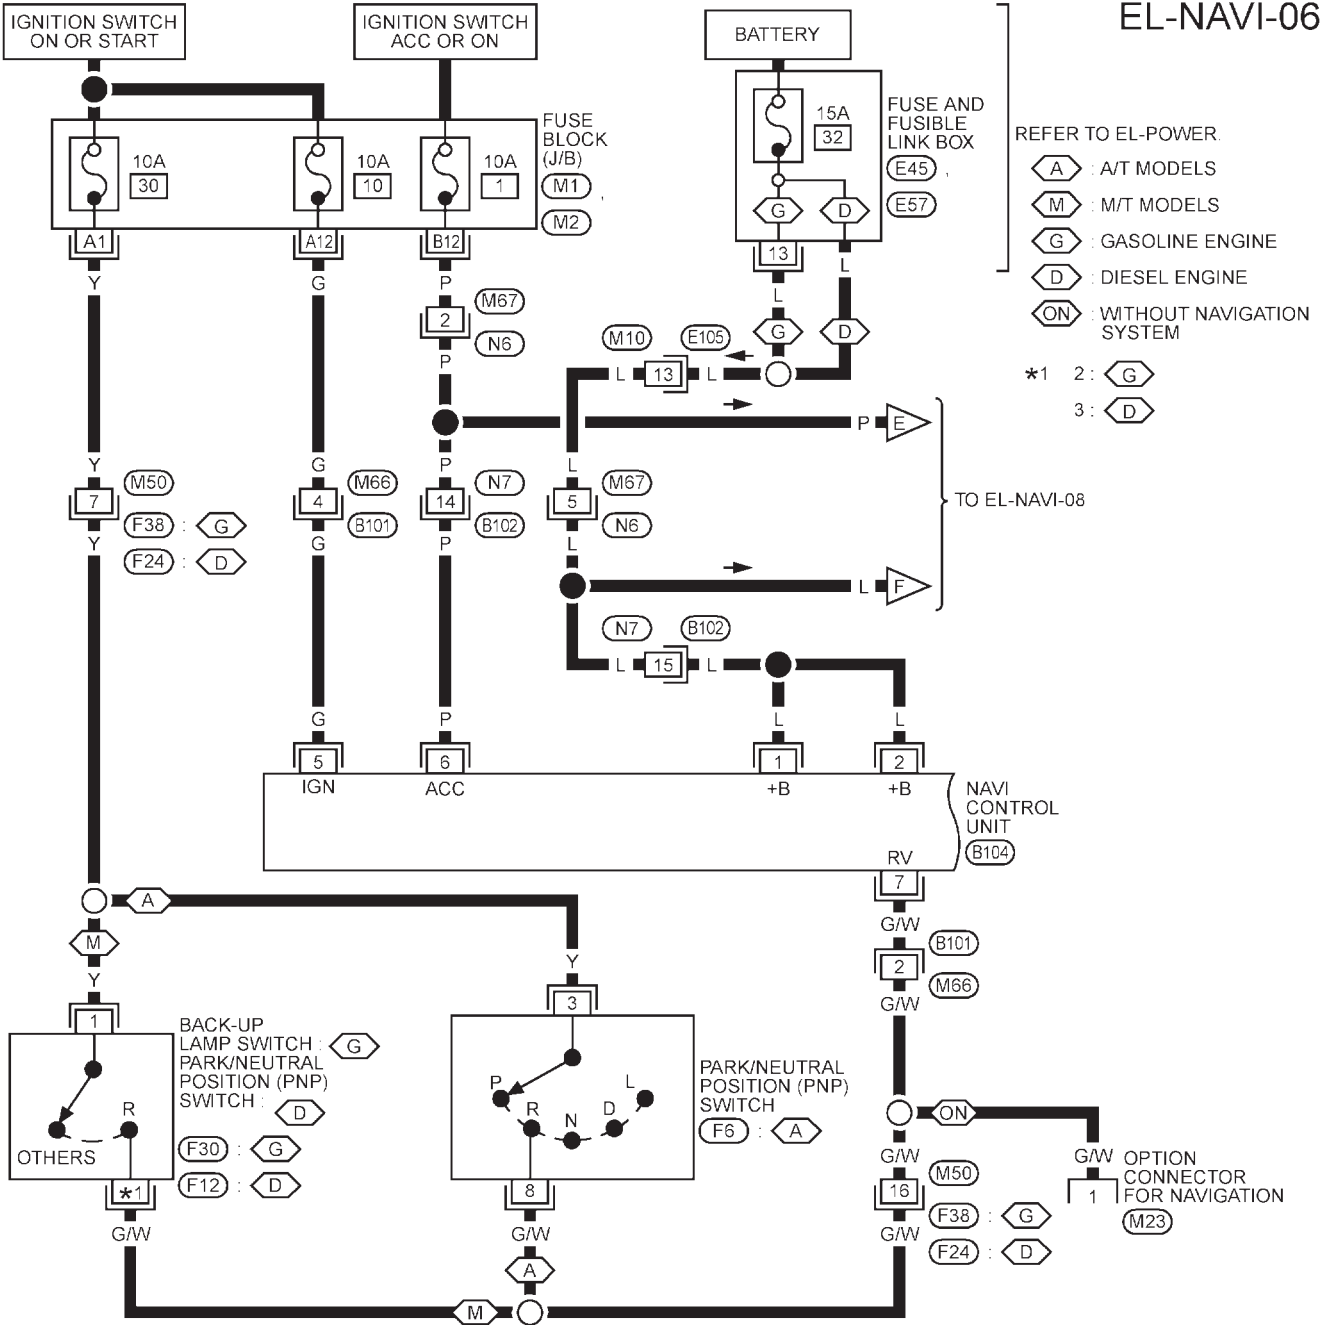 EL-NAVI-06
IGNITION SWITCH
ON OR START
IGNITION SWITCH
ACC OR ON
BATTERY
FUSE
BLOCK
(J/B)
M1 ,
M2
10A
30
10A
10
10A
1
15A
32
FUSE AND
FUSIBLE
LINK BOX
E45 ,
E57
G D
REFER TO EL-POWER.
A : A/T MODELS
M : M/T MODELS
G : GASOLINE ENGINE
D : DIESEL ENGINE
ON : WITHOUT NAVIGATION
SYSTEM
*1 2 : G
3 : D
A1 A12 B12 13
Y G P L L
2 M67
N6
P
G D
M10 E105
L 13 L
P E
Y G P L
7 M50
F38 : G
F24 : D
4 M66
B101
14 N7
B102
5 M67
N6
Y G P L
TO EL-NAVI-08
L F
N7 B102
L 15 L
G P L L
5 6 1 2
IGN ACC +B +B
NAVI
CONTROL
UNIT
B104
RV
7
G/W
B101
2
M66
G/W
A
M
Y Y
1 3
BACK-UP
LAMP SWITCH : G
PARK/NEUTRAL
POSITION (PNP)
SWITCH : D
F30 : G
F12 : D
R
OTHERS
*1
G/W
P R N D L
PARK/NEUTRAL
POSITION (PNP)
SWITCH
F6 : A
8
G/W
A
M
ON
G/W
16 M50
F38 : G
F24 : D
G/W
G/W
1
OPTION
CONNECTOR
FOR NAVIGATION
M23